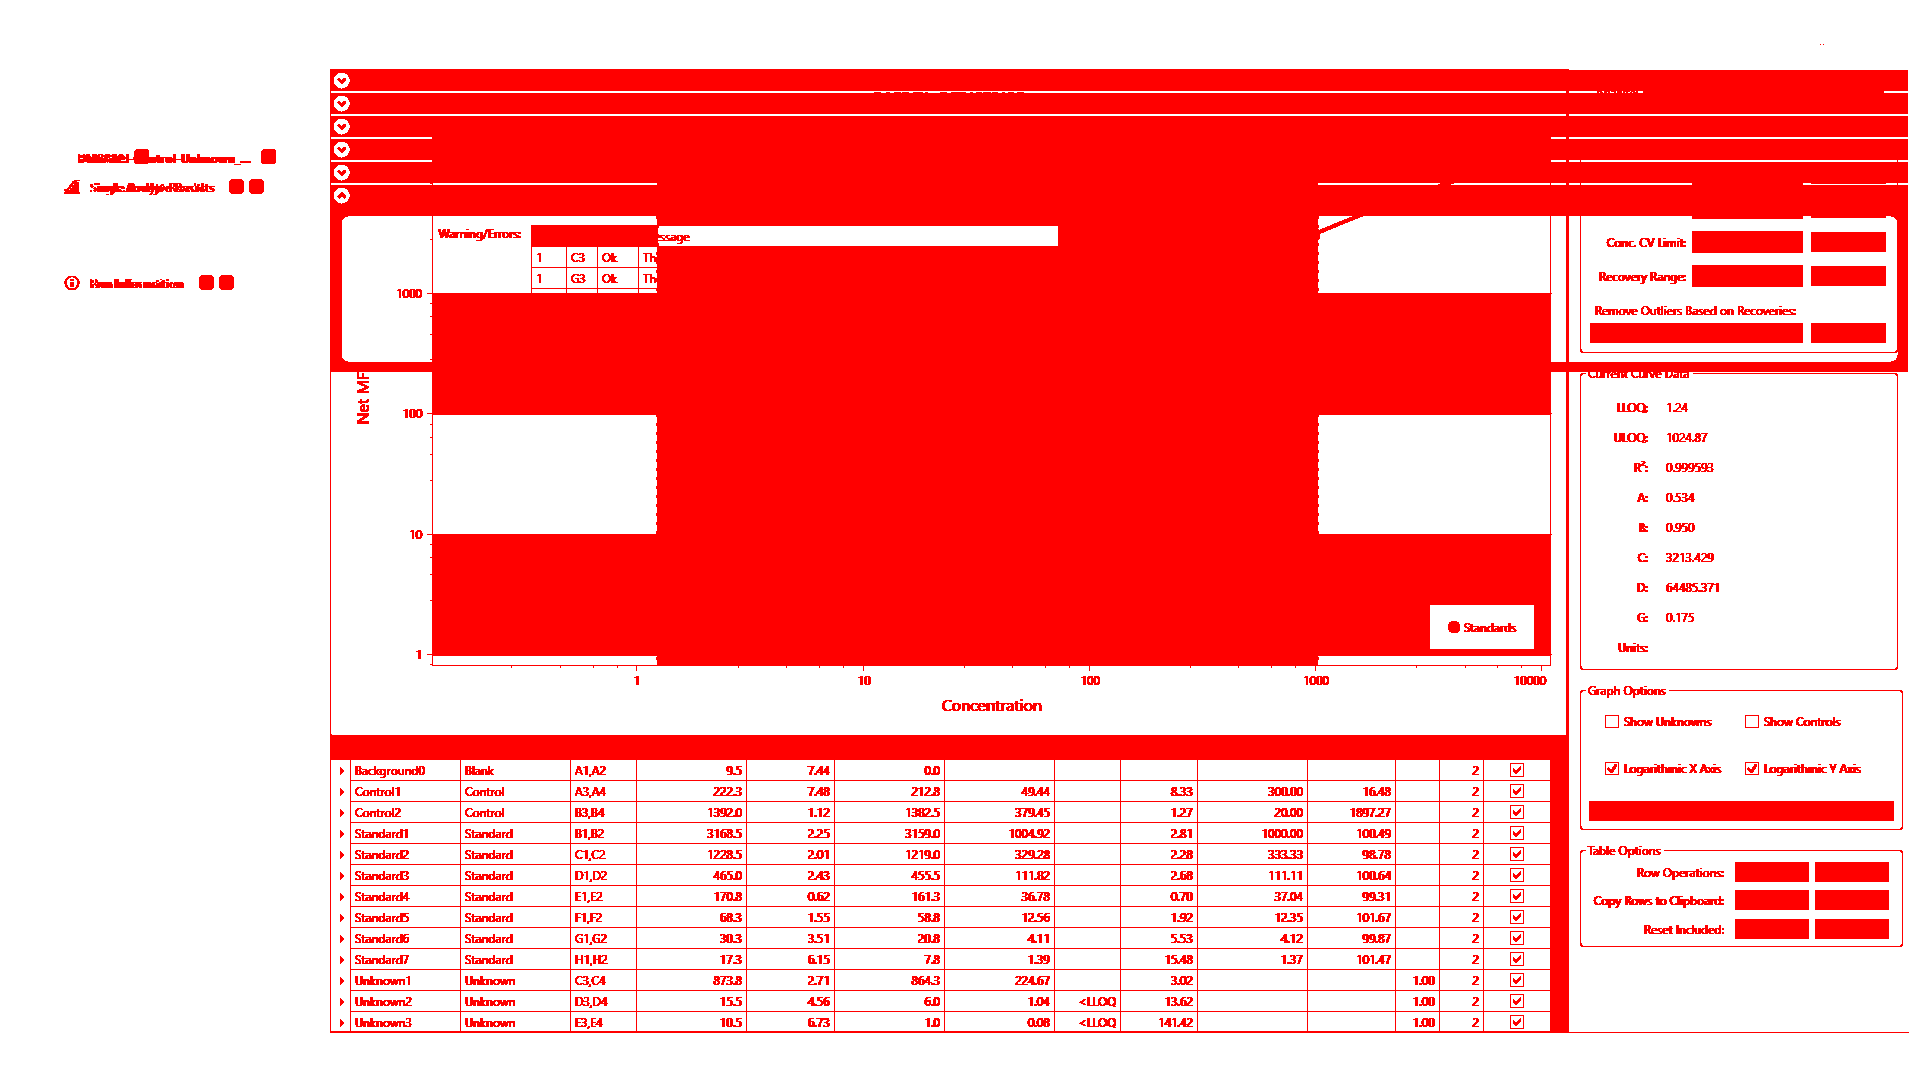 Single Analyte Results
Run Information
Warning/Errors:
ssage
1 C3 Ok Th
1 G3 Ok Th
1000
100
10
1
Net MF
1 10 100 1000 10000
Concentration
Standards
Conc. CV Limit:
Recovery Range:
Remove Outliers Based on Recoveries:
Current Curve Data
LLOQ: 1.24
ULOQ: 1024.87
R²: 0.999593
A: 0.534
B: 0.950
C: 3213.429
D: 64485.371
G: 0.175
Units:
Graph Options
Show Unknowns Show Controls
Logarithmic X Axis Logarithmic Y Axis
Table Options
Row Operations:
Copy Rows to Clipboard:
Reset Included:
Background0 Blank A1,A2 9.5 7.44 0.0 2
Control1 Control A3,A4 222.3 7.48 212.8 49.44 8.33 300.00 16.48 2
Control2 Control B3,B4 1392.0 1.12 1382.5 379.45 1.27 20.00 1897.27 2
Standard1 Standard B1,B2 3168.5 2.25 3159.0 1004.92 2.81 1000.00 100.49 2
Standard2 Standard C1,C2 1228.5 2.01 1219.0 329.28 2.28 333.33 98.78 2
Standard3 Standard D1,D2 465.0 2.43 455.5 111.82 2.68 111.11 100.64 2
Standard4 Standard E1,E2 170.8 0.62 161.3 36.78 0.70 37.04 99.31 2
Standard5 Standard F1,F2 68.3 1.55 58.8 12.56 1.92 12.35 101.67 2
Standard6 Standard G1,G2 30.3 3.51 20.8 4.11 5.53 4.12 99.87 2
Standard7 Standard H1,H2 17.3 6.15 7.8 1.39 15.48 1.37 101.47 2
Unknown1 Unknown C3,C4 873.8 2.71 864.3 224.67 3.02 1.00 2
Unknown2 Unknown D3,D4 15.5 4.56 6.0 1.04 <LLOQ 13.62 1.00 2
Unknown3 Unknown E3,E4 10.5 6.73 1.0 0.08 <LLOQ 141.42 1.00 2